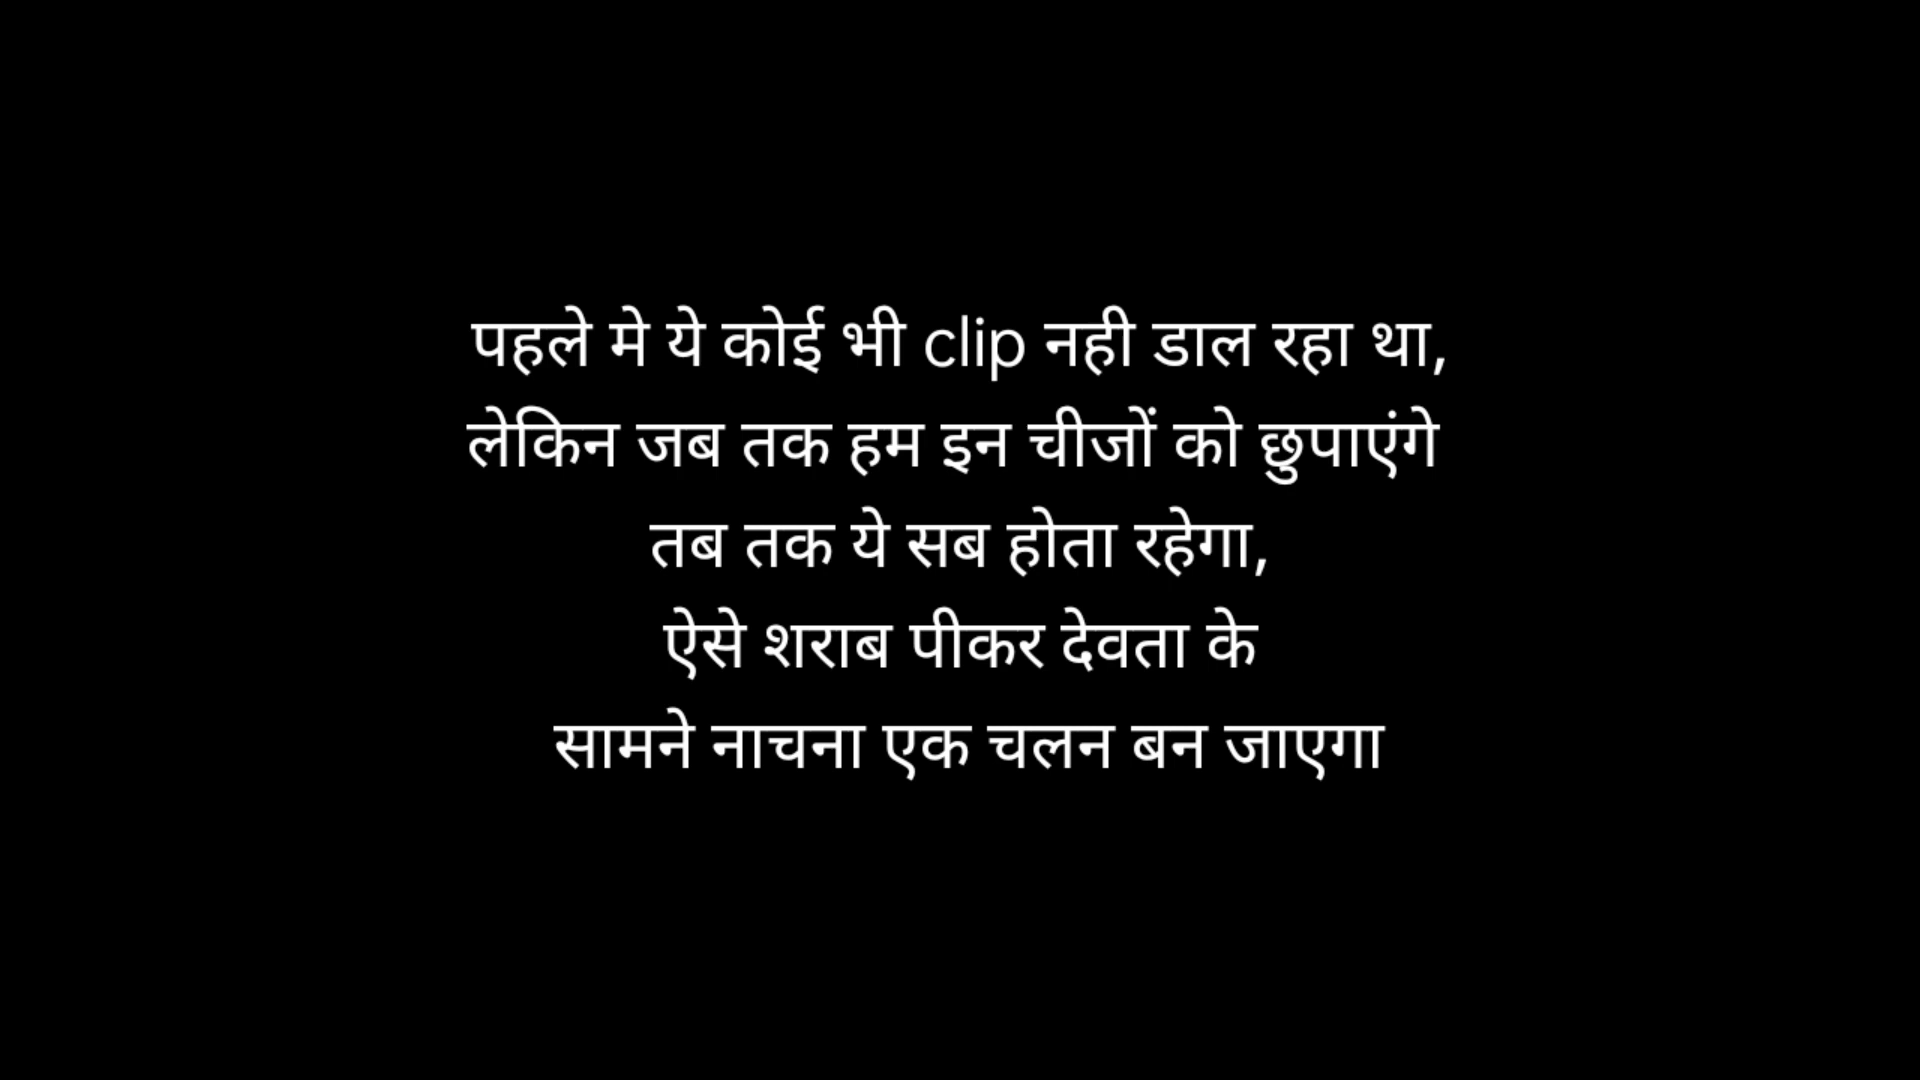 पहले मे ये कोई भी clip नही डाल रहा था,
लेकिन जब तक हम इन चीजों को छुपाएंगे
तब तक ये सब होता रहेगा,
ऐसे शराब पीकर देवता के
सामने नाचना एक चलन बन जाएगा